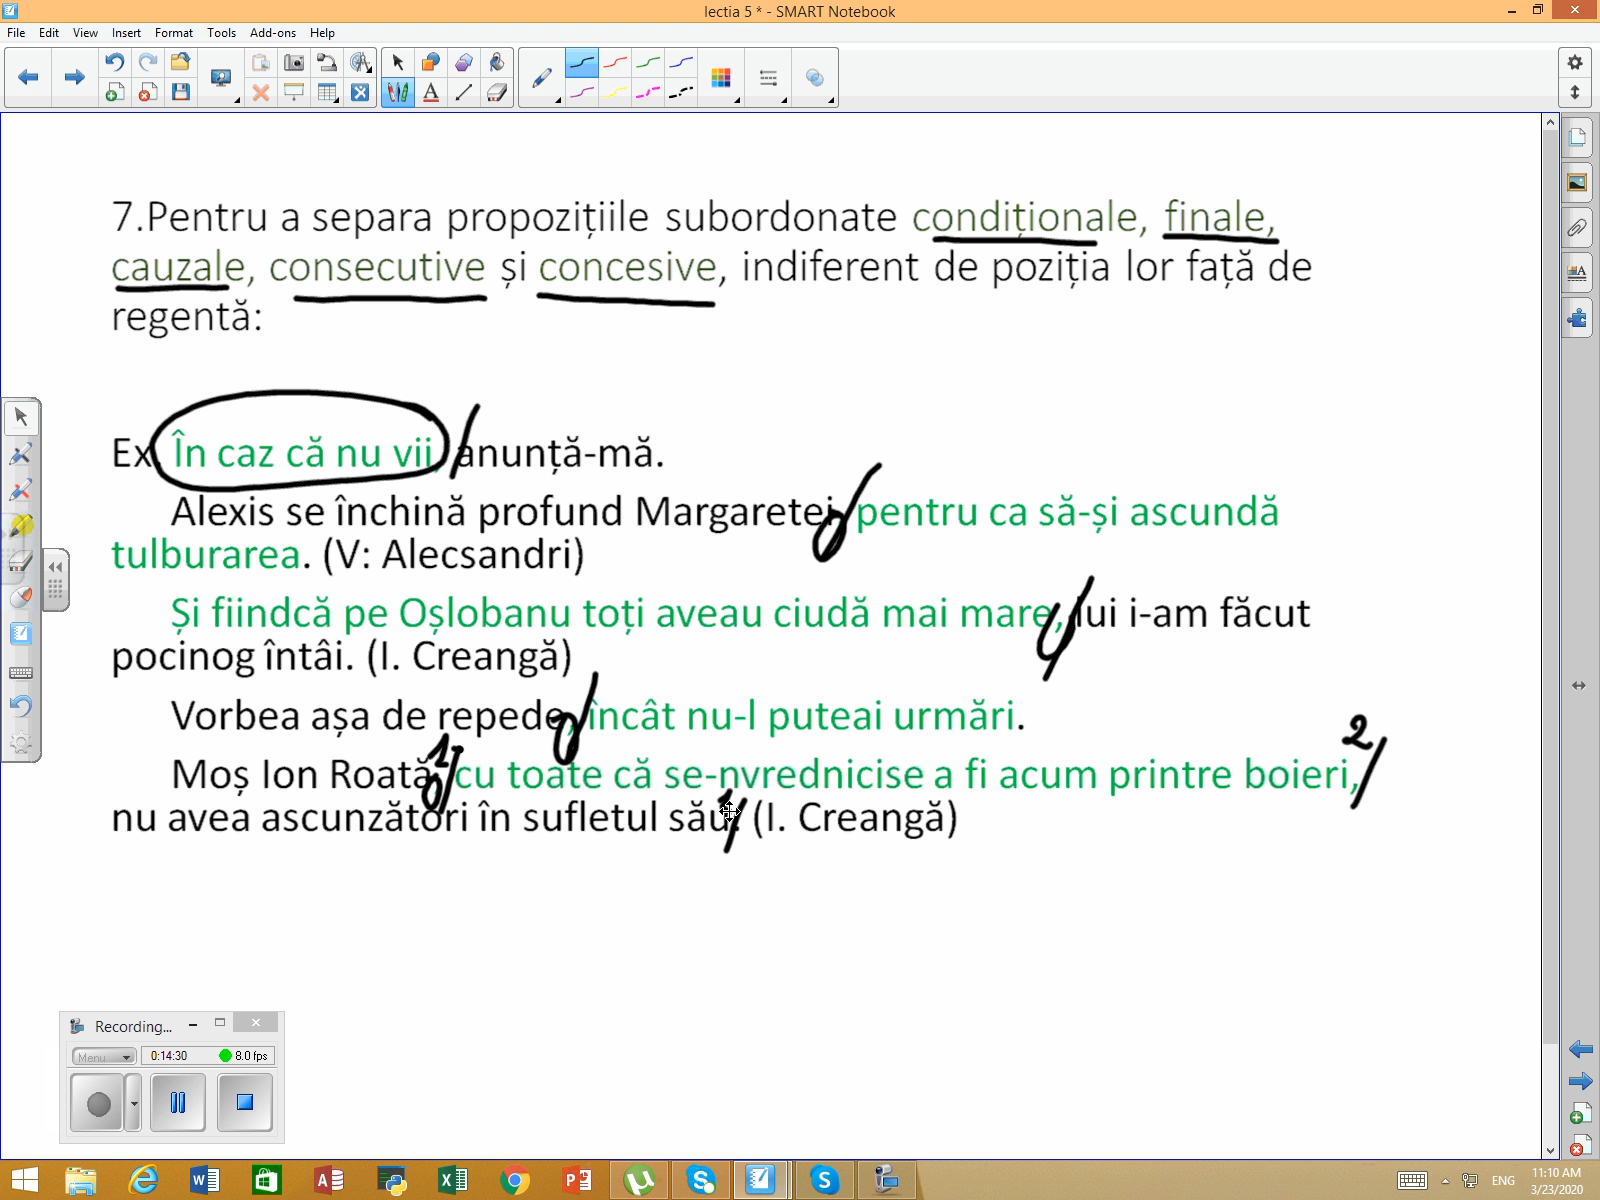 lectia 5 * - SMART Notebook
File Edit View Insert Format Tools Add-ons Help
7.Pentru a separa propozițiile subordonate condiționale, finale,
cauzale, consecutive și concesive, indiferent de poziția lor față de
regentă:
Ex. În caz că nu vii, anunță-mă.
Alexis se închină profund Margaretei, pentru ca să-și ascundă
tulburarea. (V: Alecsandri)
Și fiindcă pe Oșlobanu toți aveau ciudă mai mare, lui i-am făcut
pocinog întâi. (I. Creangă)
Vorbea așa de repede, încât nu-l puteai urmări.
1 2
Moș Ion Roată, cu toate că se-nvrednicise a fi acum printre boieri,
1
nu avea ascunzători în sufletul său. (I. Creangă)
Recording...
Menu 0:14:30 8.0 fps
ENG 11:10 AM
3/23/2020